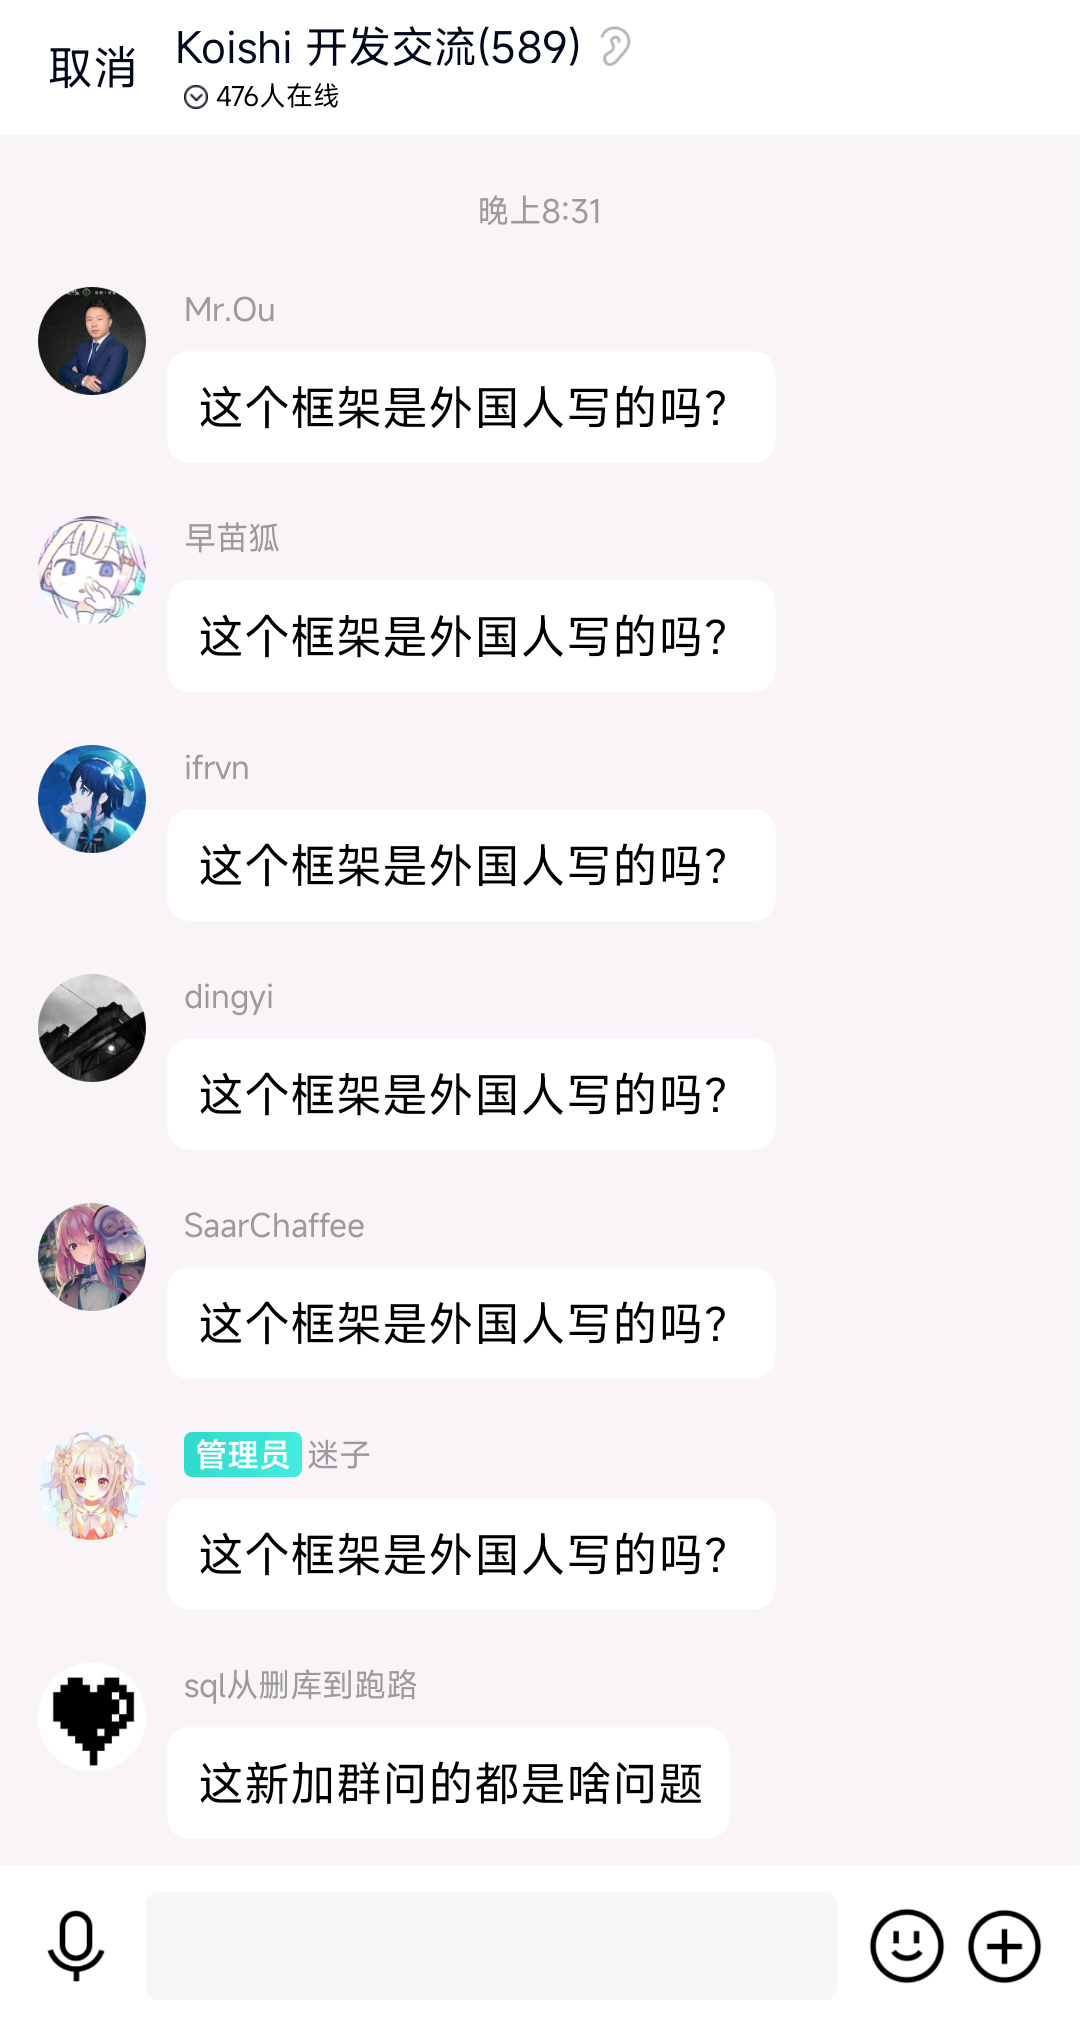 取消
Koishi 开发交流(589)
476人在线
晚上8:31
Mr.Ou
这个框架是外国人写的吗?
早苗狐
这个框架是外国人写的吗?
ifrvn
这个框架是外国人写的吗?
dingyi
这个框架是外国人写的吗?
SaarChaffee
这个框架是外国人写的吗?
管理员 迷子
这个框架是外国人写的吗?
sql从删库到跑路
这新加群问的都是啥问题